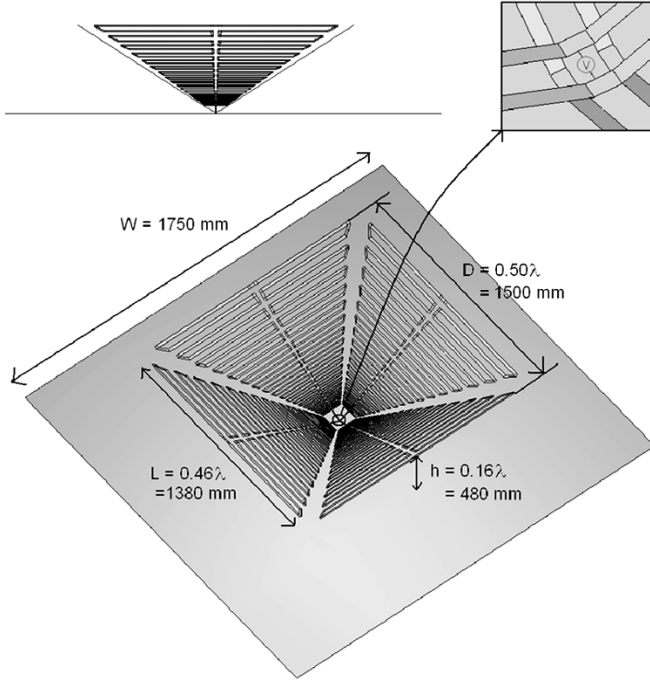 V
W = 1750 mm
D = 0.50λ
= 1500 mm
L = 0.46λ
=1380 mm
h = 0.16λ
= 480 mm